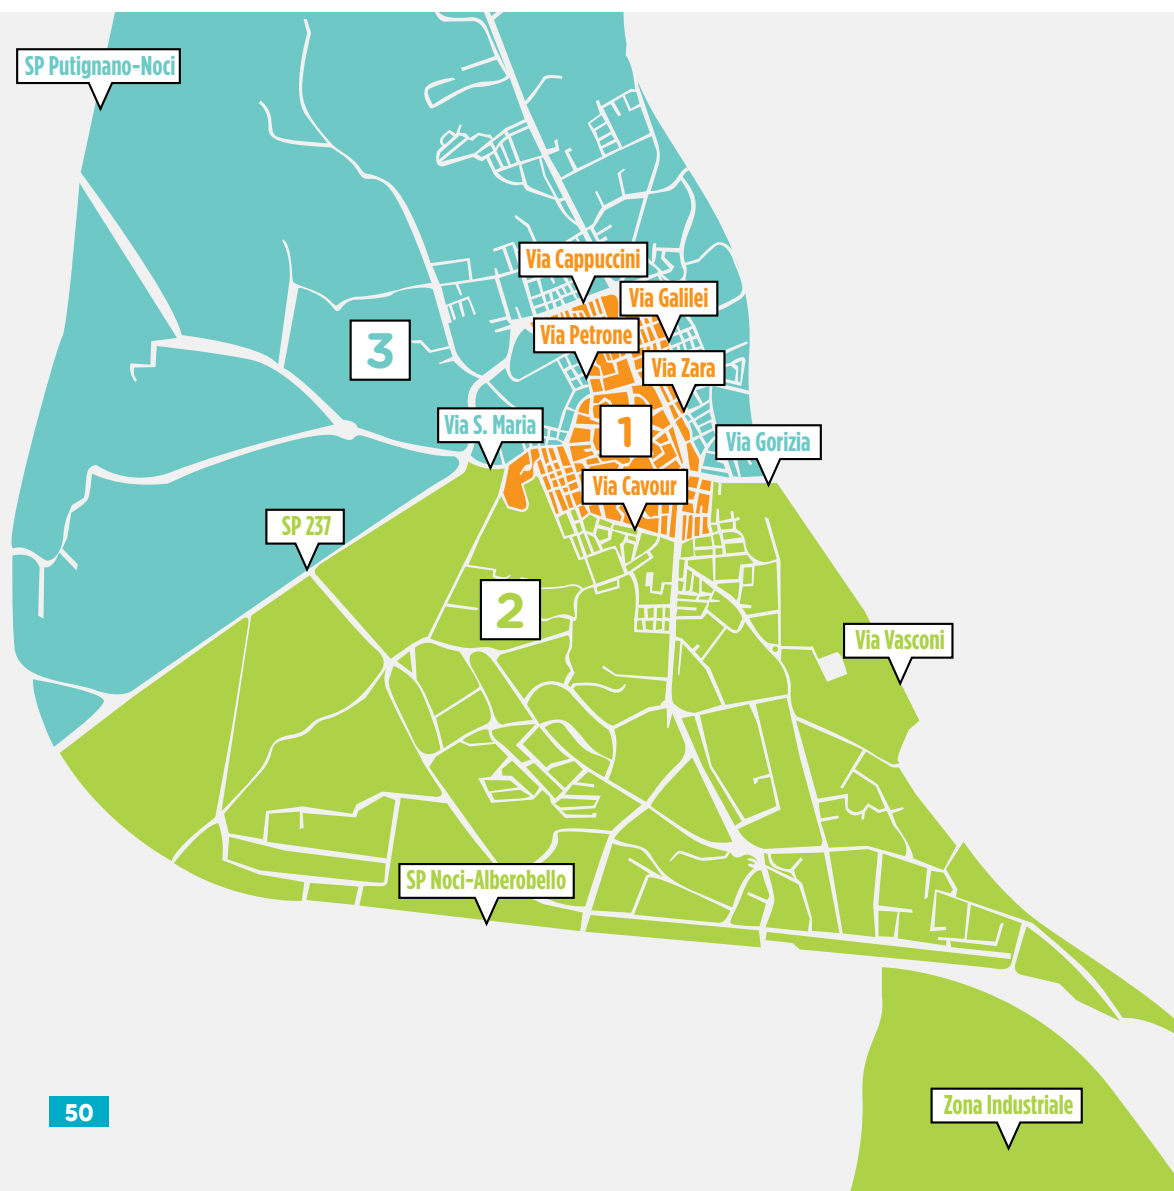 SP Putignano-Noci
Via Cappuccini
Via Galilei
Via Petrone
3
Via Zara
Via S. Maria
1
Via Gorizia
Via Cavour
SP 237
2
Via Vasconi
SP Noci-Alberobello
Zona Industriale
50